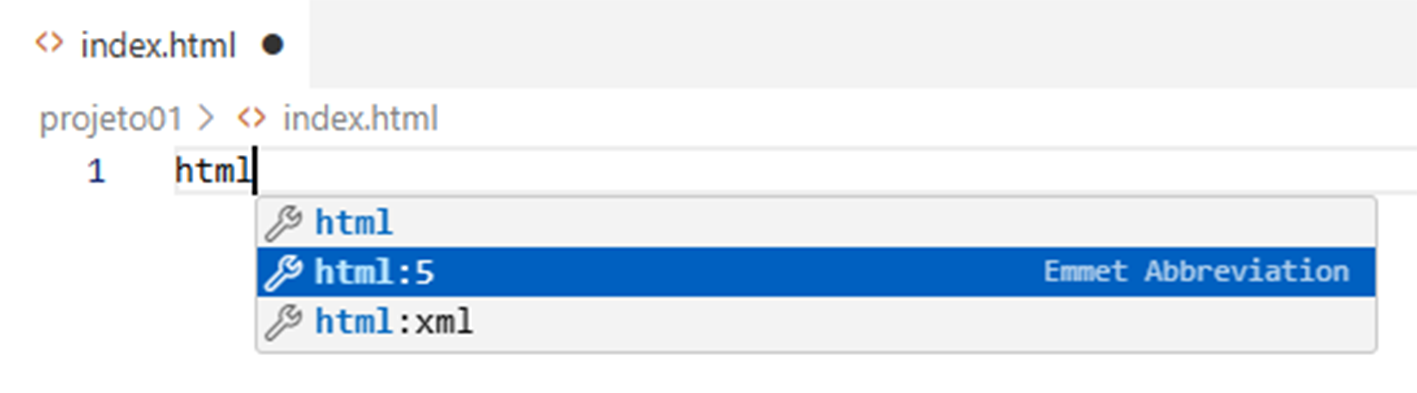 index.html
projeto01 > index.html
1 html
html
html:5 Emmet Abbreviation
html:xml